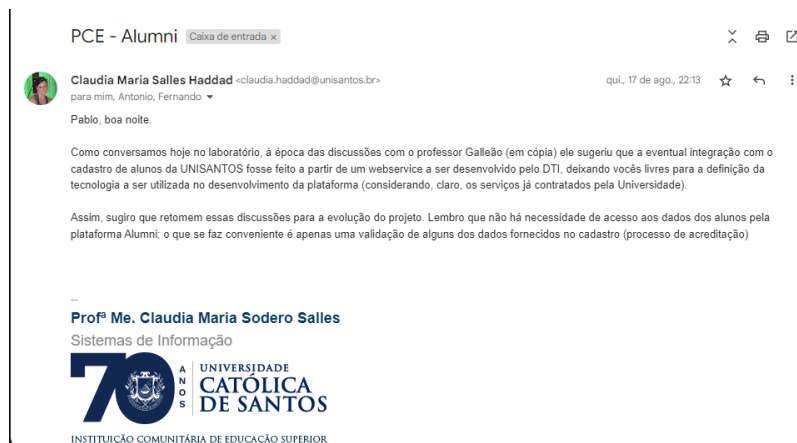 PCE - Alumni Caixa de entrada x
Claudia Maria Salles Haddad <claudia.haddad@unisantos.br> qui., 17 de ago., 22:13
para mim, Antonio, Fernando
Pablo, boa noite.
Como conversamos hoje no laboratório, à época das discussões com o professor Galleão (em cópia) ele sugeriu que a eventual integração com o
cadastro de alunos da UNISANTOS fosse feito a partir de um webservice a ser desenvolvido pelo DTI, deixando vocês livres para a definição da
tecnologia a ser utilizada no desenvolvimento da plataforma (considerando, claro, os serviços já contratados pela Universidade).
Assim, sugiro que retomem essas discussões para a evolução do projeto. Lembro que não há necessidade de acesso aos dados dos alunos pela
plataforma Alumni; o que se faz conveniente é apenas uma validação de alguns dos dados fornecidos no cadastro (processo de acreditação)
--
Profª Me. Claudia Maria Sodero Salles
Sistemas de Informação
70 ANOS
UNIVERSIDADE
CATÓLICA
DE SANTOS
INSTITUIÇÃO COMUNITÁRIA DE EDUCAÇÃO SUPERIOR